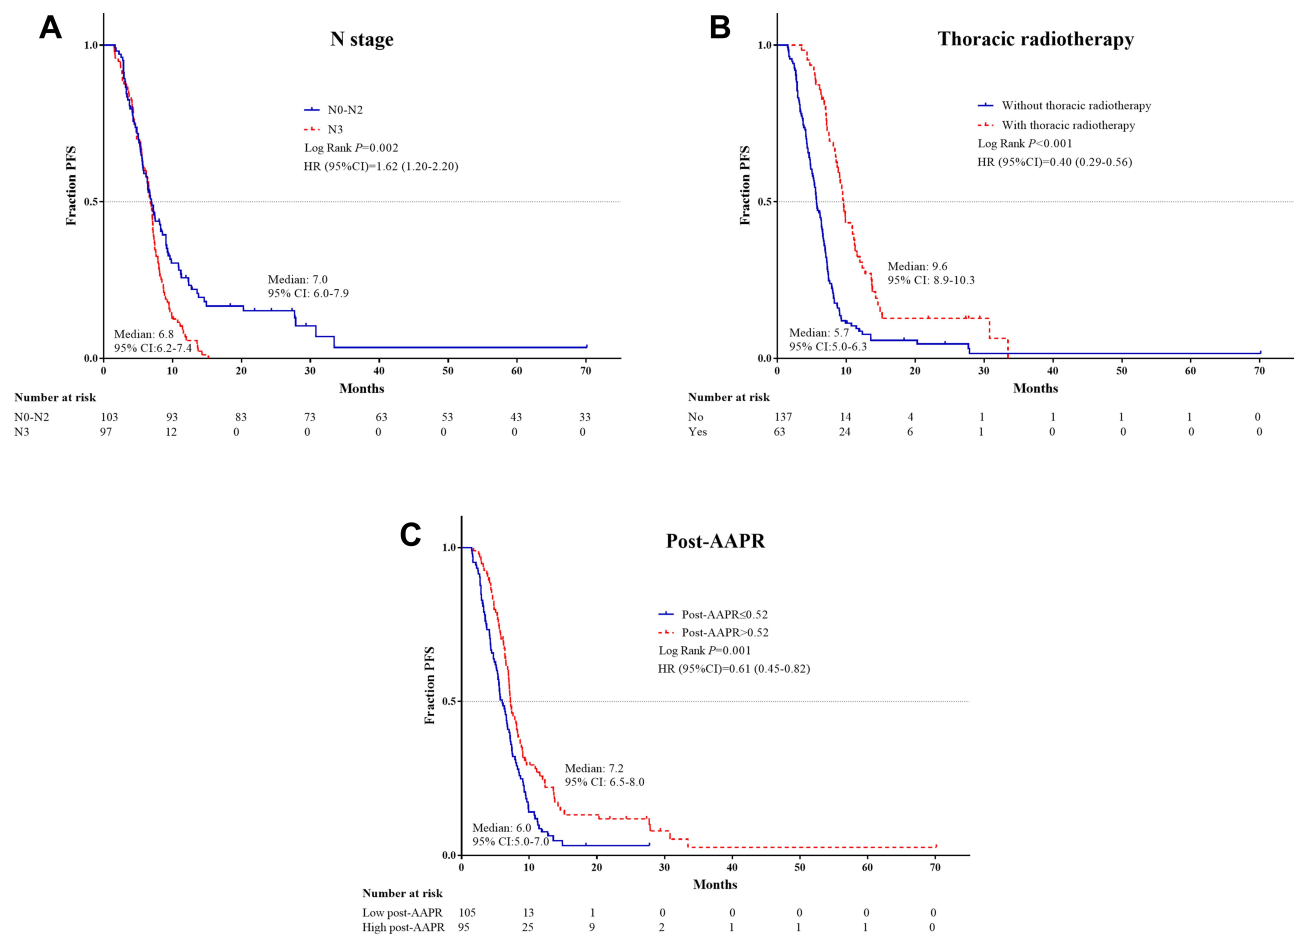 A
N stage
1.0
N0-N2
N3
Log Rank P=0.002
HR (95%CI)=1.62 (1.20-2.20)
Fraction PFS
0.5
Median: 7.0
95% CI: 6.0-7.9
Median: 6.8
95% CI:6.2-7.4
0.0
0 10 20 30 40 50 60 70
Months
Number at risk
N0-N2 103 93 83 73 63 53 43 33
N3 97 12 0 0 0 0 0 0
B
Thoracic radiotherapy
1.0
Without thoracic radiotherapy
With thoracic radiotherapy
Log Rank P<0.001
HR (95%CI)=0.40 (0.29-0.56)
Fraction PFS
0.5
Median: 9.6
95% CI: 8.9-10.3
Median: 5.7
95% CI:5.0-6.3
0.0
0 10 20 30 40 50 60 70
Months
Number at risk
No 137 14 4 1 1 1 1 0
Yes 63 24 6 1 0 0 0 0
C
Post-AAPR
1.0
Post-AAPR≤0.52
Post-AAPR>0.52
Log Rank P=0.001
HR (95%CI)=0.61 (0.45-0.82)
Fraction PFS
0.5
Median: 7.2
95% CI: 6.5-8.0
Median: 6.0
95% CI:5.0-7.0
0.0
0 10 20 30 40 50 60 70
Months
Number at risk
Low post-AAPR 105 13 1 0 0 0 0 0
High post-AAPR 95 25 9 2 1 1 1 0